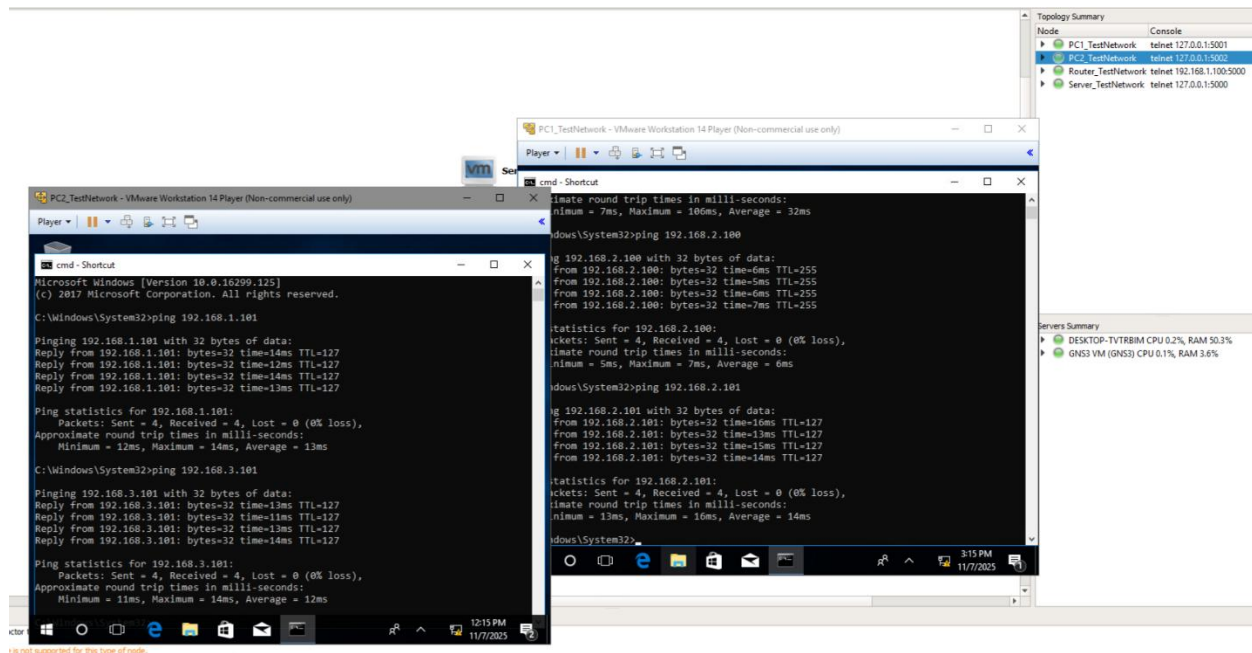 Topology Summary
Node Console
PC1_TestNetwork telnet 127.0.0.1:5001
PC2_TestNetwork telnet 127.0.0.1:5002
Router_TestNetwork telnet 192.168.1.100:5000
Server_TestNetwork telnet 127.0.0.1:5000
PC1_TestNetwork - VMware Workstation 14 Player (Non-commercial use only)
Player
vm Ser
cmd - Shortcut
imate round trip times in milli-seconds:
nimum = 7ms, Maximum = 106ms, Average = 32ms
ndows\System32>ping 192.168.2.100
ng 192.168.2.100 with 32 bytes of data:
from 192.168.2.100: bytes=32 time=6ms TTL=255
from 192.168.2.100: bytes=32 time=5ms TTL=255
from 192.168.2.100: bytes=32 time=6ms TTL=255
from 192.168.2.100: bytes=32 time=7ms TTL=255
statistics for 192.168.2.100:
ackets: Sent = 4, Received = 4, Lost = 0 (0% loss),
imate round trip times in milli-seconds:
nimum = 5ms, Maximum = 7ms, Average = 6ms
ndows\System32>ping 192.168.2.101
ng 192.168.2.101 with 32 bytes of data:
from 192.168.2.101: bytes=32 time=16ms TTL=127
from 192.168.2.101: bytes=32 time=13ms TTL=127
from 192.168.2.101: bytes=32 time=15ms TTL=127
from 192.168.2.101: bytes=32 time=14ms TTL=127
statistics for 192.168.2.101:
ackets: Sent = 4, Received = 4, Lost = 0 (0% loss),
imate round trip times in milli-seconds:
nimum = 13ms, Maximum = 16ms, Average = 14ms
ndows\System32>
3:15 PM
11/7/2025
1
PC2_TestNetwork - VMware Workstation 14 Player (Non-commercial use only)
Player
cmd - Shortcut
Microsoft Windows [Version 10.0.16299.125]
(c) 2017 Microsoft Corporation. All rights reserved.
C:\Windows\System32>ping 192.168.1.101
Pinging 192.168.1.101 with 32 bytes of data:
Reply from 192.168.1.101: bytes=32 time=14ms TTL=127
Reply from 192.168.1.101: bytes=32 time=12ms TTL=127
Reply from 192.168.1.101: bytes=32 time=14ms TTL=127
Reply from 192.168.1.101: bytes=32 time=13ms TTL=127
Ping statistics for 192.168.1.101:
Packets: Sent = 4, Received = 4, Lost = 0 (0% loss),
Approximate round trip times in milli-seconds:
Minimum = 12ms, Maximum = 14ms, Average = 13ms
C:\Windows\System32>ping 192.168.3.101
Pinging 192.168.3.101 with 32 bytes of data:
Reply from 192.168.3.101: bytes=32 time=13ms TTL=127
Reply from 192.168.3.101: bytes=32 time=11ms TTL=127
Reply from 192.168.3.101: bytes=32 time=13ms TTL=127
Reply from 192.168.3.101: bytes=32 time=14ms TTL=127
Ping statistics for 192.168.3.101:
Packets: Sent = 4, Received = 4, Lost = 0 (0% loss),
Approximate round trip times in milli-seconds:
Minimum = 11ms, Maximum = 14ms, Average = 12ms
12:15 PM
11/7/2025
2
Servers Summary
DESKTOP-TVTRBIM CPU 0.2%, RAM 50.3%
GNS3 VM (GNS3) CPU 0.1%, RAM 3.6%
is not supported for this type of node.